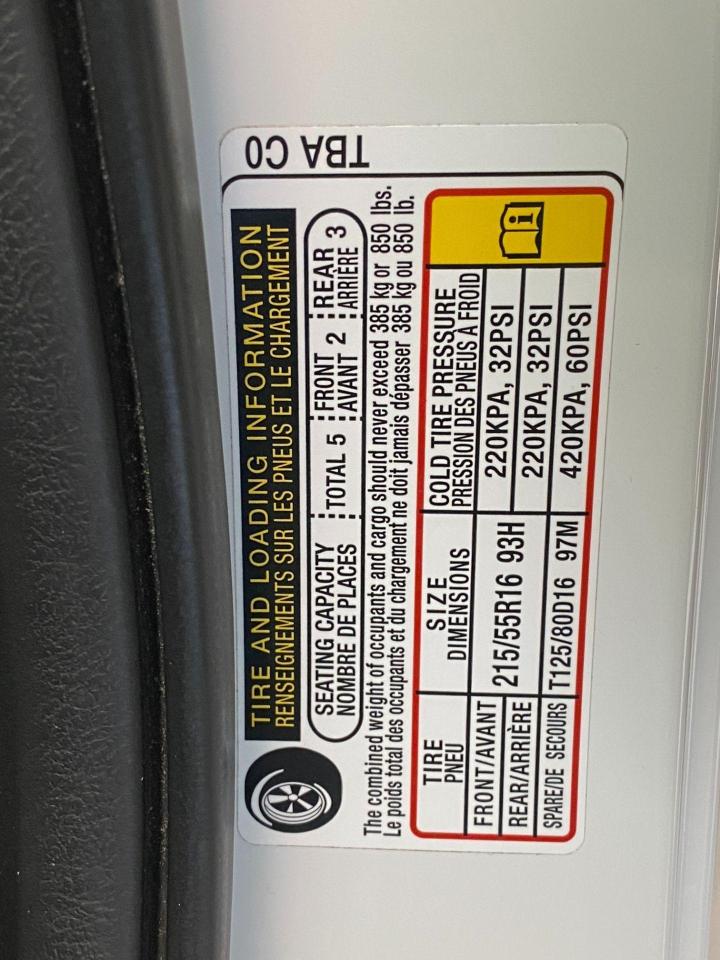 TBA C0
TIRE AND LOADING INFORMATION
RENSEIGNEMENTS SUR LES PNEUS ET LE CHARGEMENT
SEATING CAPACITY TOTAL 5 FRONT 2 REAR 3
NOMBRE DE PLACES AVANT ARRIÈRE
The combined weight of occupants and cargo should never exceed 385 kg or 850 lbs.
Le poids total des occupants et du chargement ne doit jamais dépasser 385 kg ou 850 lb.
TIRE SIZE COLD TIRE PRESSURE
PNEU DIMENSIONS PRESSION DES PNEUS À FROID
FRONT/AVANT 215/55R16 93H 220KPA, 32PSI
REAR/ARRIÈRE 220KPA, 32PSI
SPARE/DE SECOURS T125/80D16 97M 420KPA, 60PSI